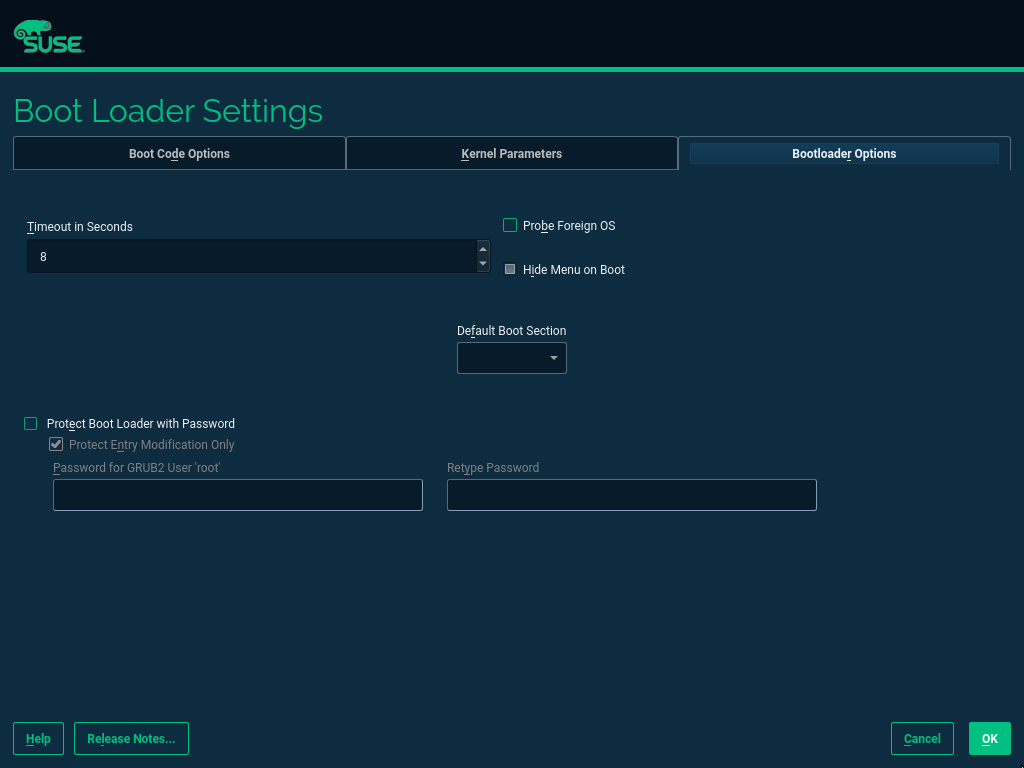 SUSE
Boot Loader Settings
Boot Code Options Kernel Parameters Bootloader Options
Timeout in Seconds
Probe Foreign OS
8
Hide Menu on Boot
Default Boot Section
Protect Boot Loader with Password
Protect Entry Modification Only
Password for GRUB2 User 'root' Retype Password
Help Release Notes... Cancel OK